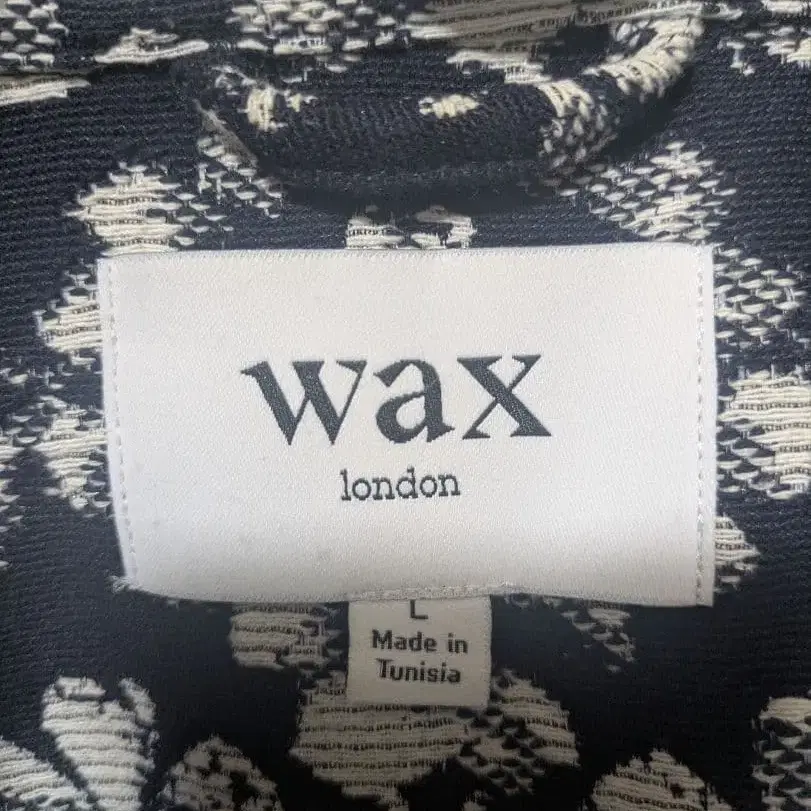 wax
london
L
Made in
Tunisia